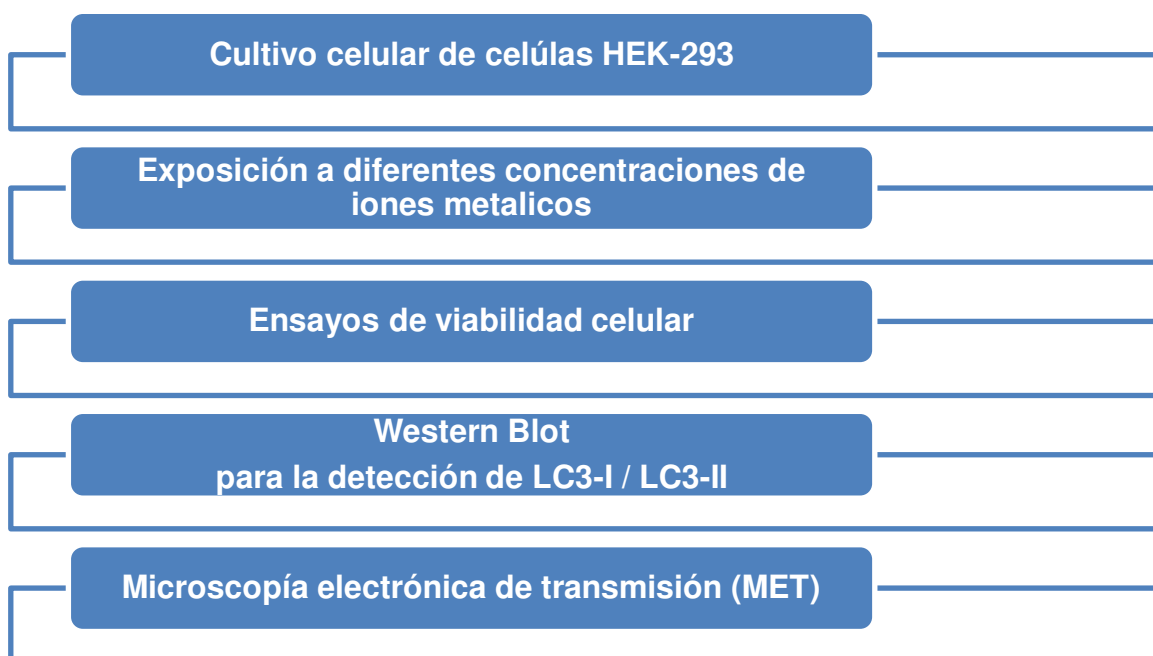 Cultivo celular de celúlas HEK-293
Exposición a diferentes concentraciones de
iones metalicos
Ensayos de viabilidad celular
Western Blot
para la detección de LC3-I / LC3-II
Microscopía electrónica de transmisión (MET)